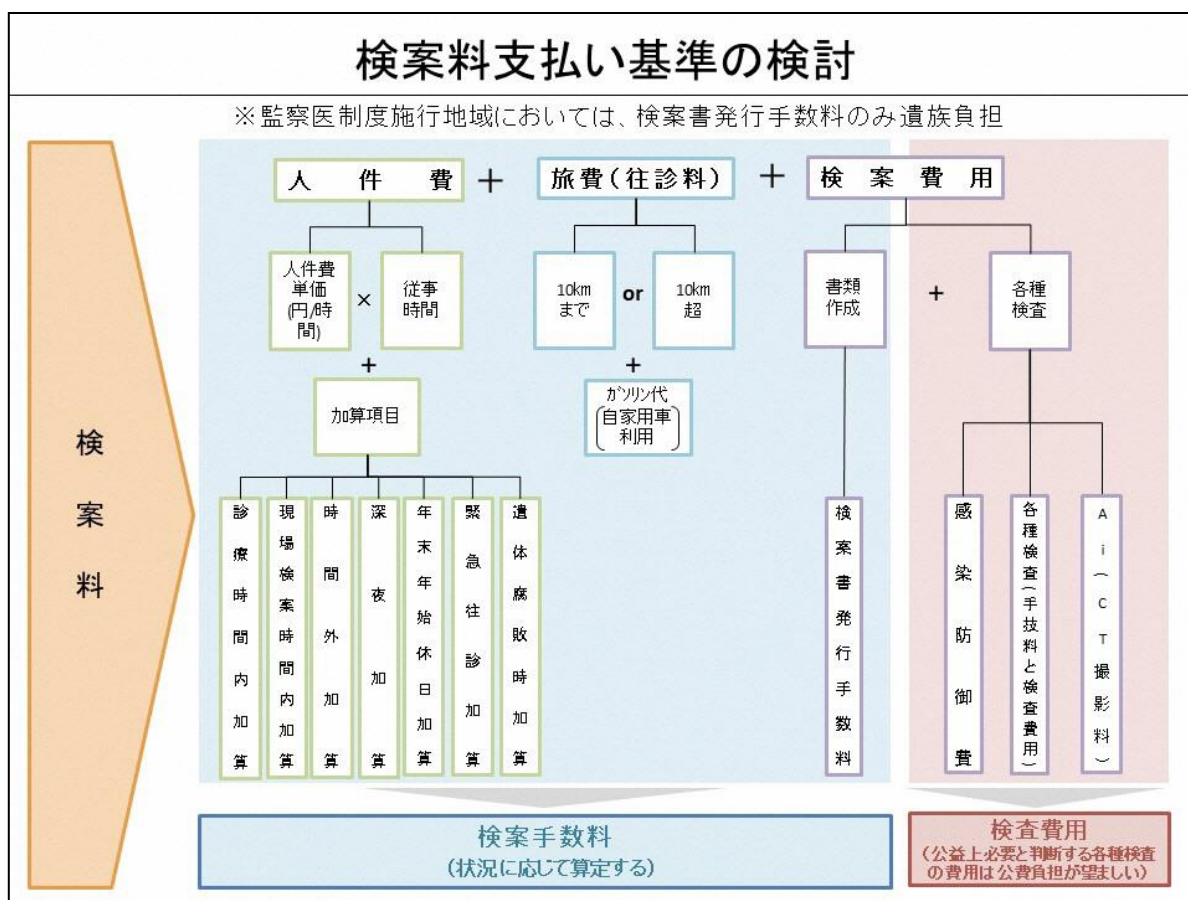 検案料支払い基準の検討
※監察医制度施行地域においては、検案書発行手数料のみ遺族負担
検案料
人件費
+
旅費(往診料)
+
検案費用
人件費
単価
(円/時
間)
×
従事
時間
10km
まで
or
10km
超
書類
作成
+
各種
検査
+
加算項目
+
ガソリン代
(自家用車
利用)
診療時間内加算
現場検案時間内加算
時間外加算
深夜加算
年末年始休日加算
緊急往診加算
遺体腐敗時加算
検案書発行手数料
感染防御費
各種検査(手技料と検査費用)
Ai(CT撮影料)
検案手数料
(状況に応じて算定する)
検査費用
(公益上必要と判断する各種検査
の費用は公費負担が望ましい)